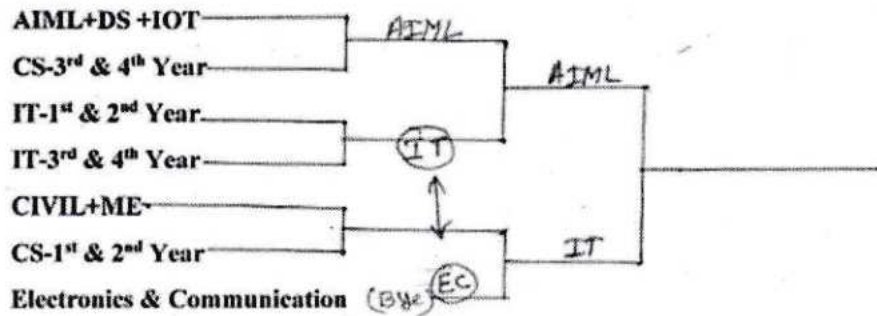 AIML+DS+IOT
AIML
CS-3rd & 4th Year
AIML
IT-1st & 2nd Year
IT
IT-3rd & 4th Year
CIVIL+ME
CS-1st & 2nd Year
IT
Electronics & Communication (Bye) EC